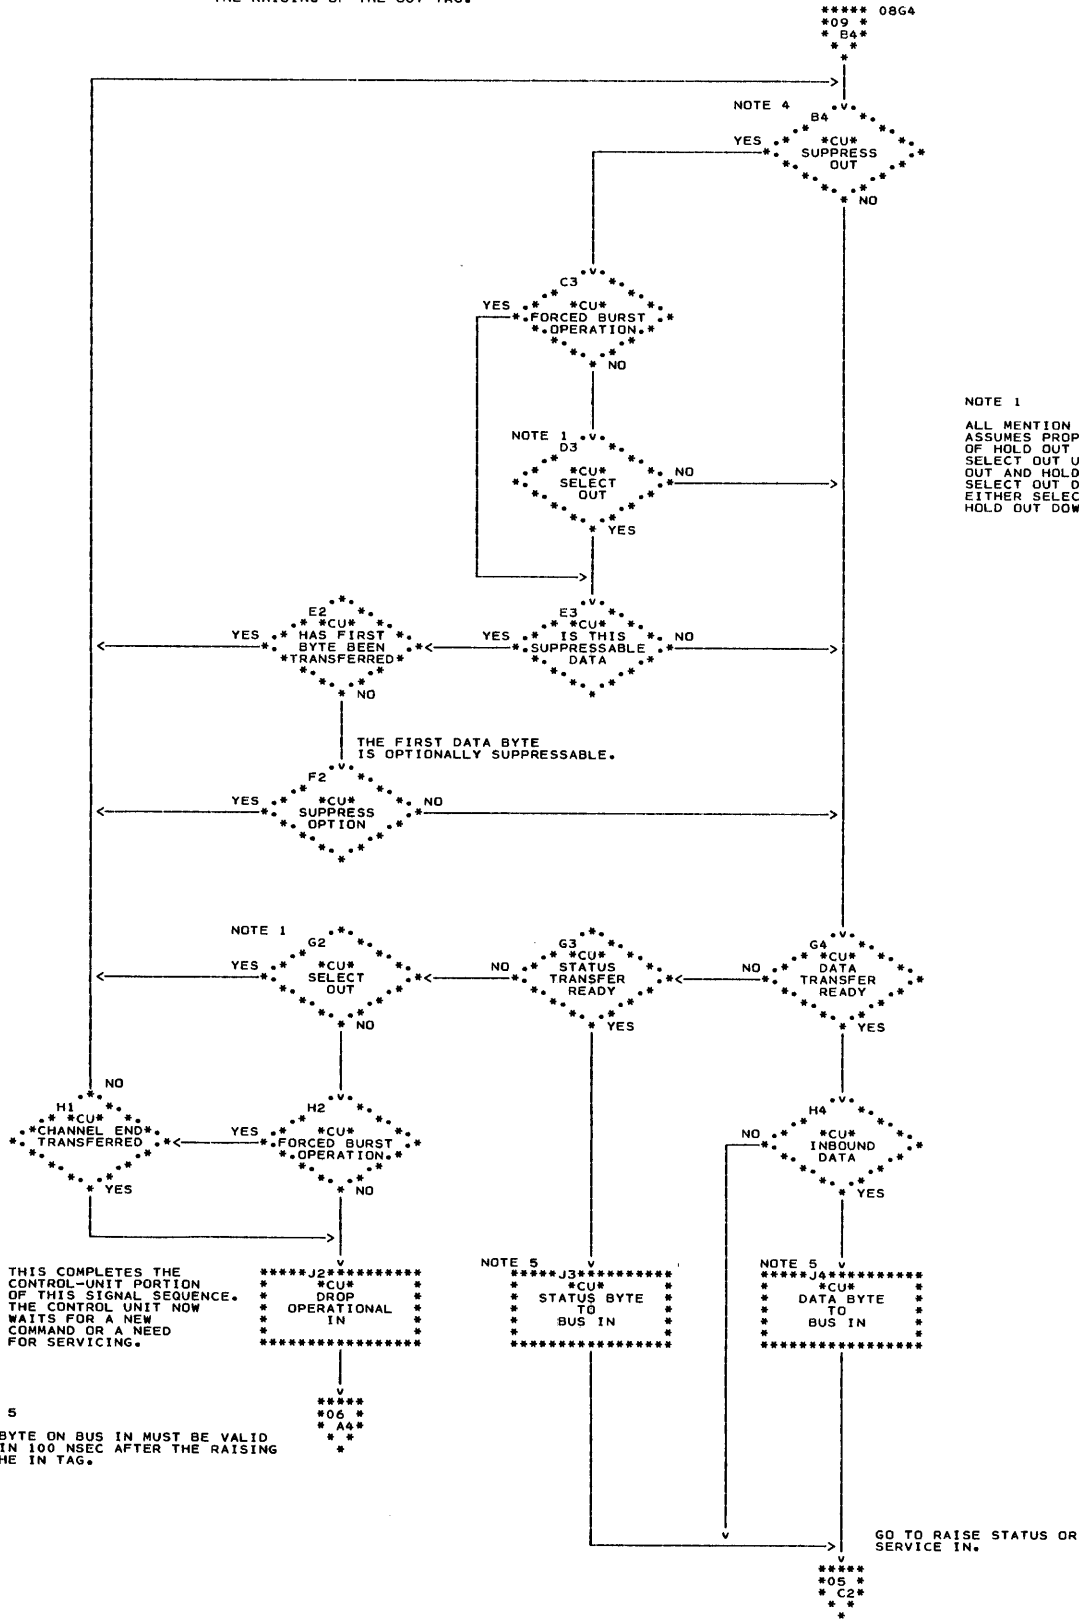 08G4
*09 *
* B4*
NOTE 4
B4
*CU*
SUPPRESS
OUT
YES
NO
C3
*CU*
FORCED BURST
OPERATION
YES
NO
NOTE 1
ALL MENTION
ASSUMES PROP
OF HOLD OUT
SELECT OUT U
OUT AND HOLD
SELECT OUT D
EITHER SELEC
HOLD OUT DOW
NOTE 1
D3
*CU*
SELECT
OUT
NO
YES
E2
*CU*
HAS FIRST
BYTE BEEN
*TRANSFERRED*
YES
NO
E3
*CU*
IS THIS
SUPPRESSABLE
DATA
YES
NO
THE FIRST DATA BYTE
IS OPTIONALLY SUPPRESSABLE.
F2
*CU*
SUPPRESS
OPTION
YES
NO
NOTE 1
G2
*CU*
SELECT
OUT
YES
NO
G3
*CU*
STATUS
TRANSFER
READY
NO
YES
G4
*CU*
DATA
TRANSFER
READY
NO
YES
H1
*CU*
*CHANNEL END*
TRANSFERRED
NO
YES
H2
*CU*
FORCED BURST
OPERATION
YES
NO
H4
*CU*
INBOUND
DATA
NO
YES
THIS COMPLETES THE
CONTROL-UNIT PORTION
OF THIS SIGNAL SEQUENCE.
THE CONTROL UNIT NOW
WAITS FOR A NEW
COMMAND OR A NEED
FOR SERVICING.
J2
*CU*
DROP
OPERATIONAL
IN
NOTE 5
J3
*CU*
STATUS BYTE
TO
BUS IN
NOTE 5
J4
*CU*
DATA BYTE
TO
BUS IN
*06 *
* A4*
5
BYTE ON BUS IN MUST BE VALID
IN 100 NSEC AFTER THE RAISING
HE IN TAG.
GO TO RAISE STATUS OR
SERVICE IN.
*05 *
* C2*